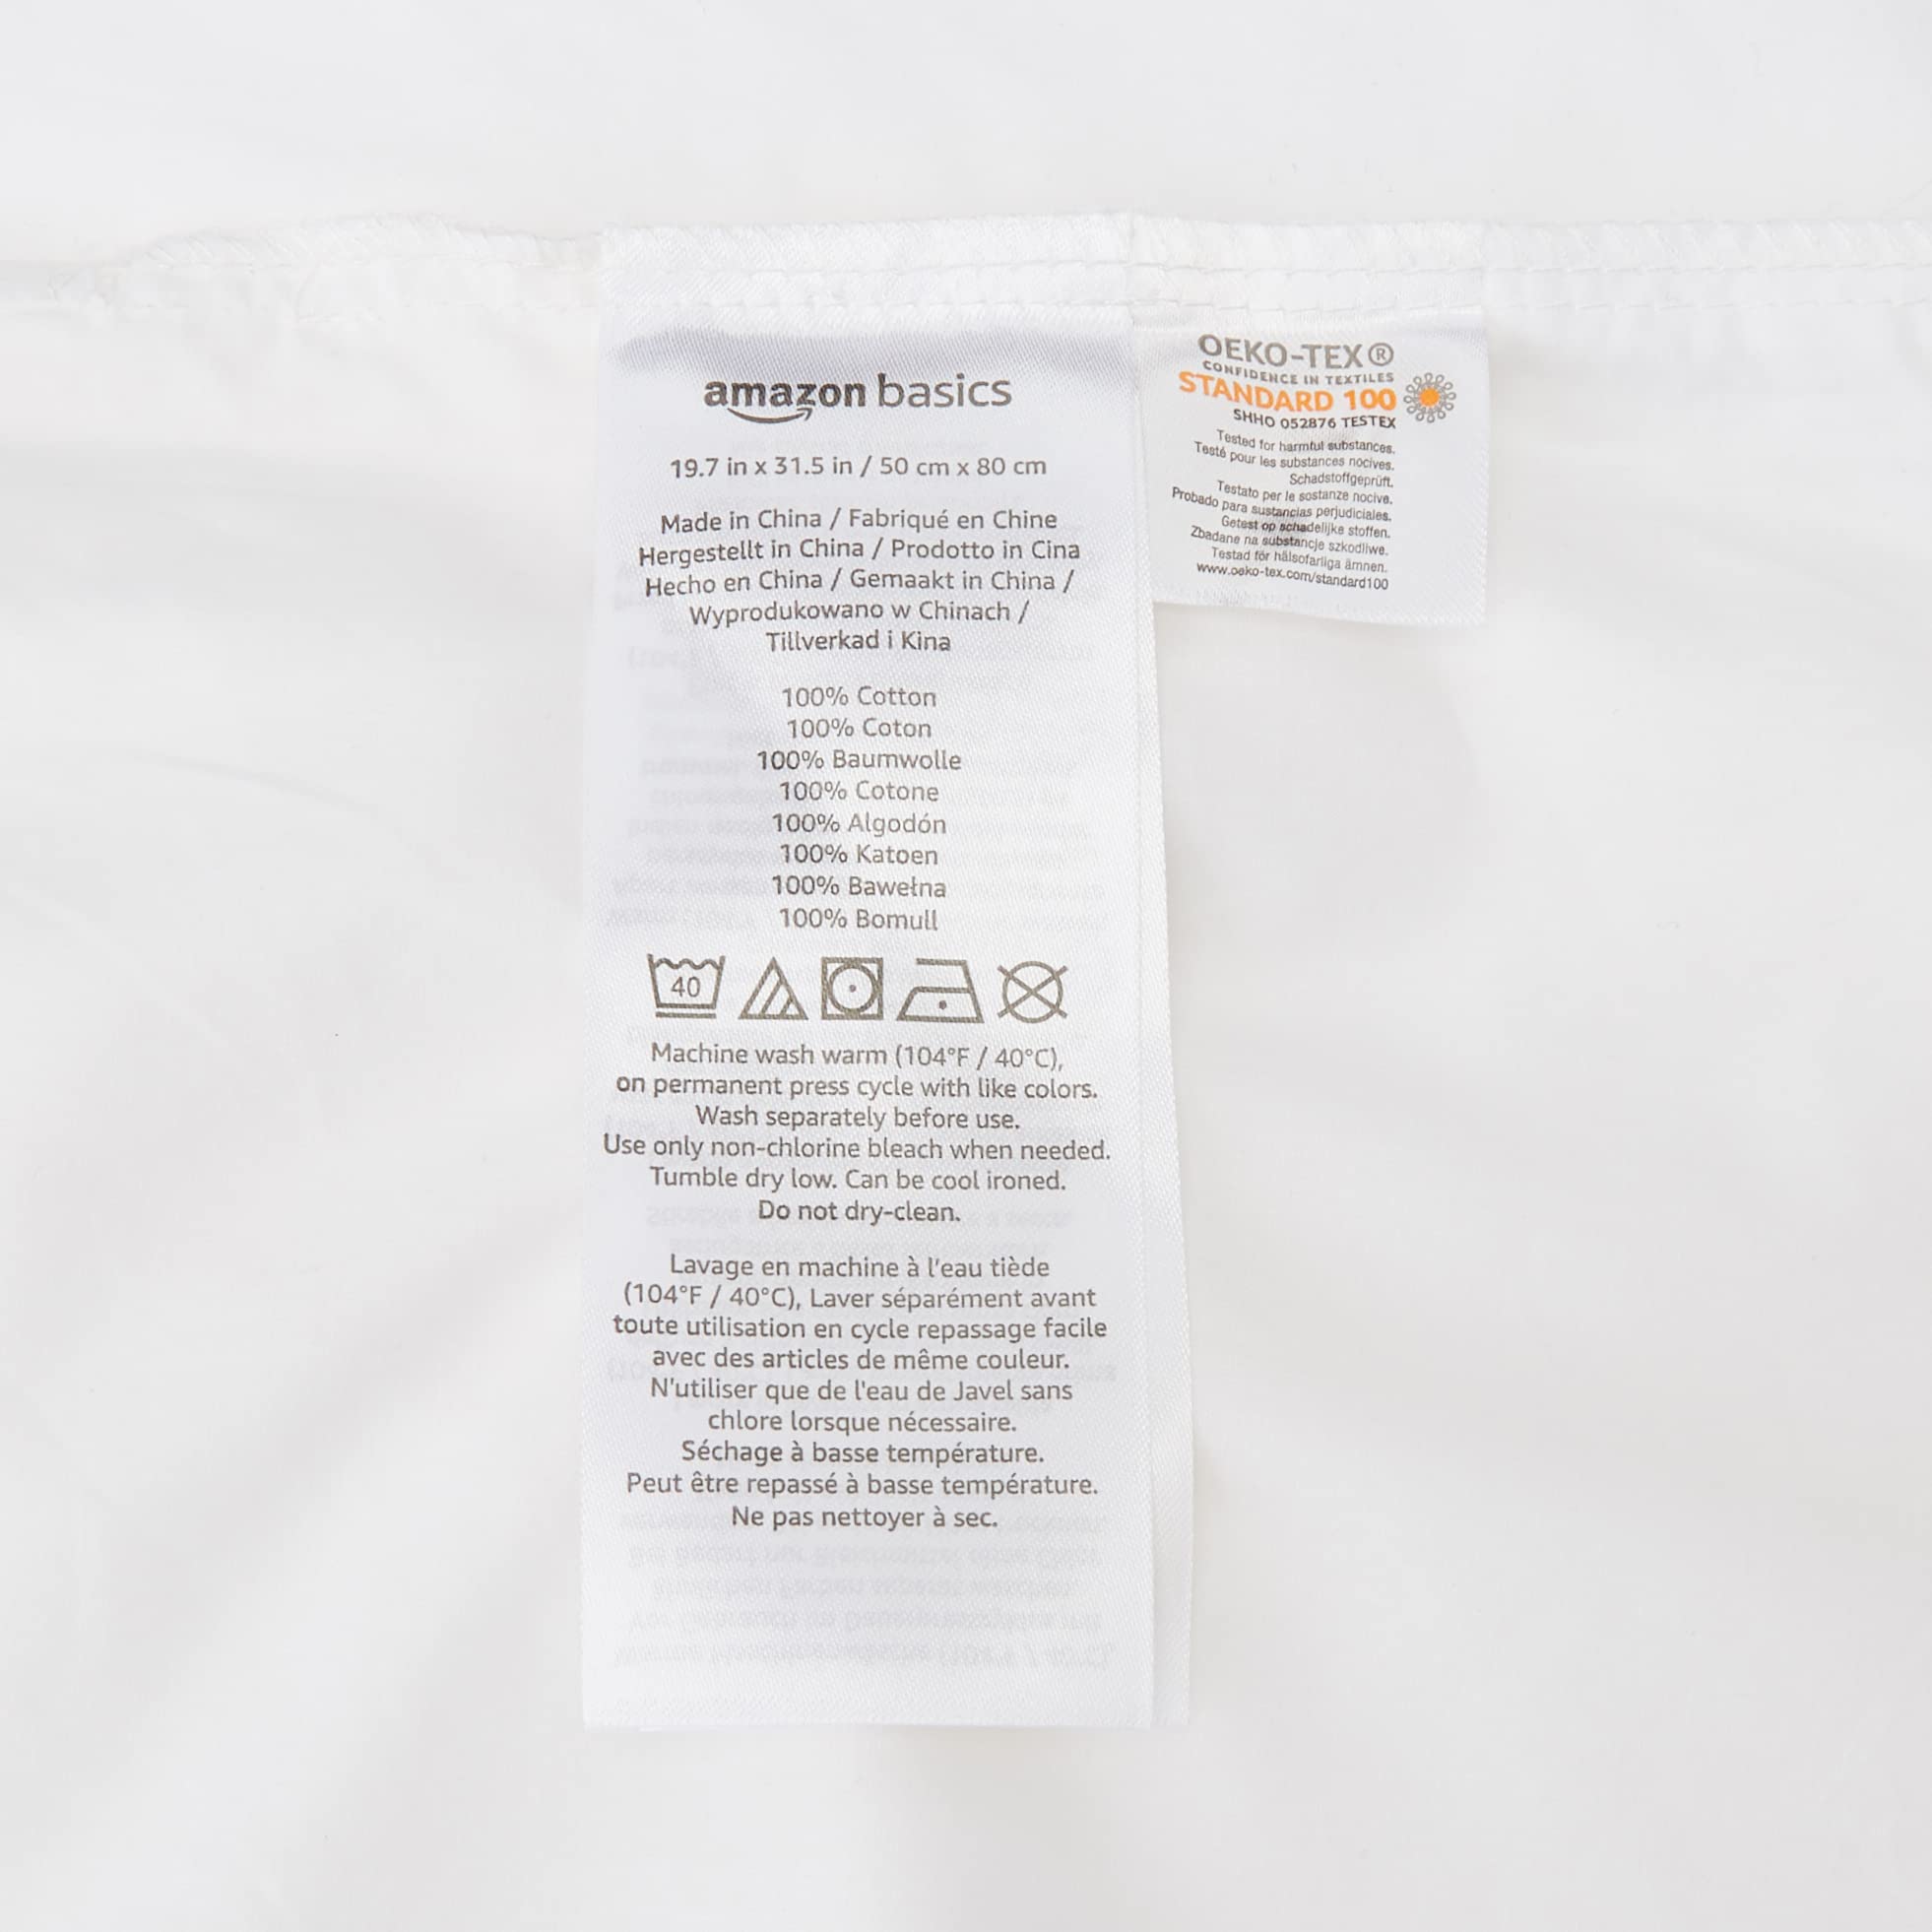 amazon basics
19.7 in x 31.5 in / 50 cm x 80 cm
Made in China / Fabriqué en Chine
Hergestellt in China / Prodotto in Cina
Hecho en China / Gemaakt in China /
Wyprodukowano w Chinach /
Tillverkad i Kina
100% Cotton
100% Coton
100% Baumwolle
100% Cotone
100% Algodón
100% Katoen
100% Bawełna
100% Bomull
40
Machine wash warm (104°F / 40°C),
on permanent press cycle with like colors.
Wash separately before use.
Use only non-chlorine bleach when needed.
Tumble dry low. Can be cool ironed.
Do not dry-clean.
Lavage en machine à l'eau tiède
(104°F / 40°C), Laver séparément avant
toute utilisation en cycle repassage facile
avec des articles de même couleur.
N'utiliser que de l'eau de Javel sans
chlore lorsque nécessaire.
Séchage à basse température.
Peut être repassé à basse température.
Ne pas nettoyer à sec.
OEKO-TEX®
CONFIDENCE IN TEXTILES
STANDARD 100
SHHO 052876 TESTEX
Tested for harmful substances.
Testé pour les substances nocives.
Schadstoffgeprüft.
Testato per le sostanze nocive.
Probado para sustancias perjudiciales.
Getest op schadelijke stoffen.
Zbadane na substancje szkodliwe.
Testad för hälsofarliga ämnen.
www.oeko-tex.com/standard100